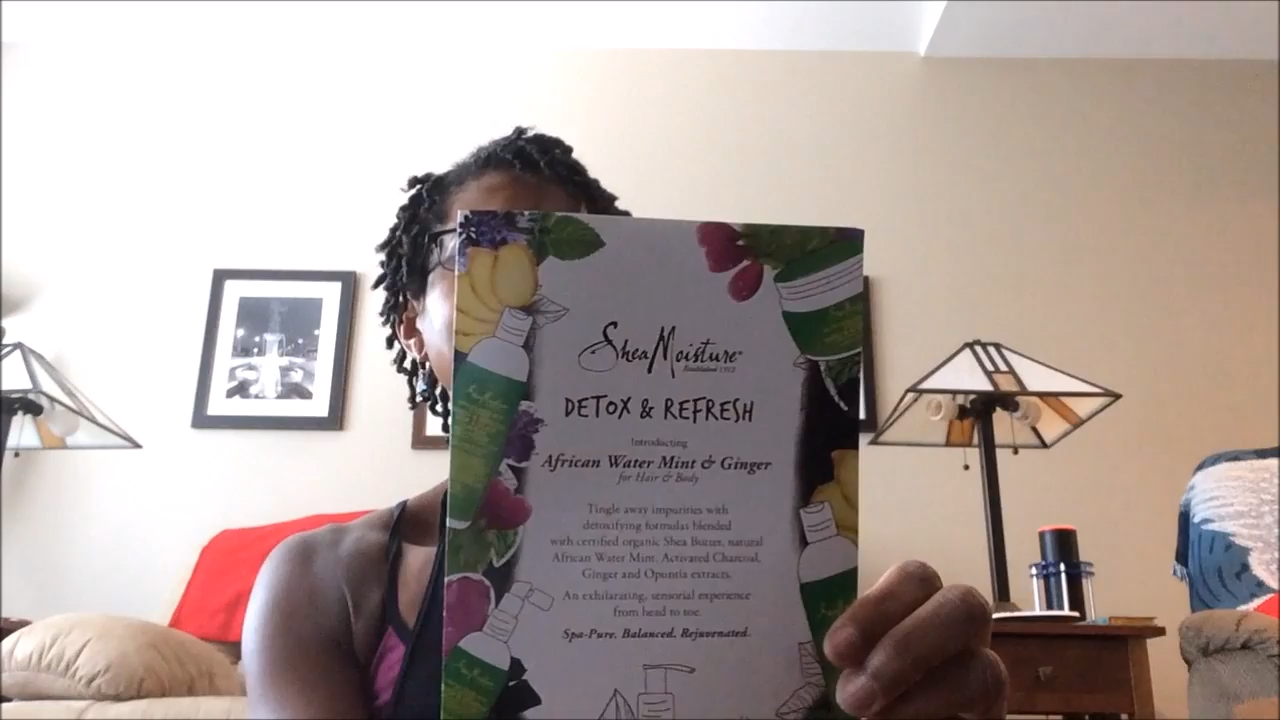 SheaMoisture
Established 1912
DETOX & REFRESH
Introducing
African Water Mint & Ginger
for Hair & Body
Tingle away impurities with
detoxifying formulas blended
with certified organic Shea Butter, natural
African Water Mint, Activated Charcoal,
Ginger and Opuntia extracts.
An exhilarating, sensorial experience
from head to toe.
Spa-Pure. Balanced. Rejuvenated.